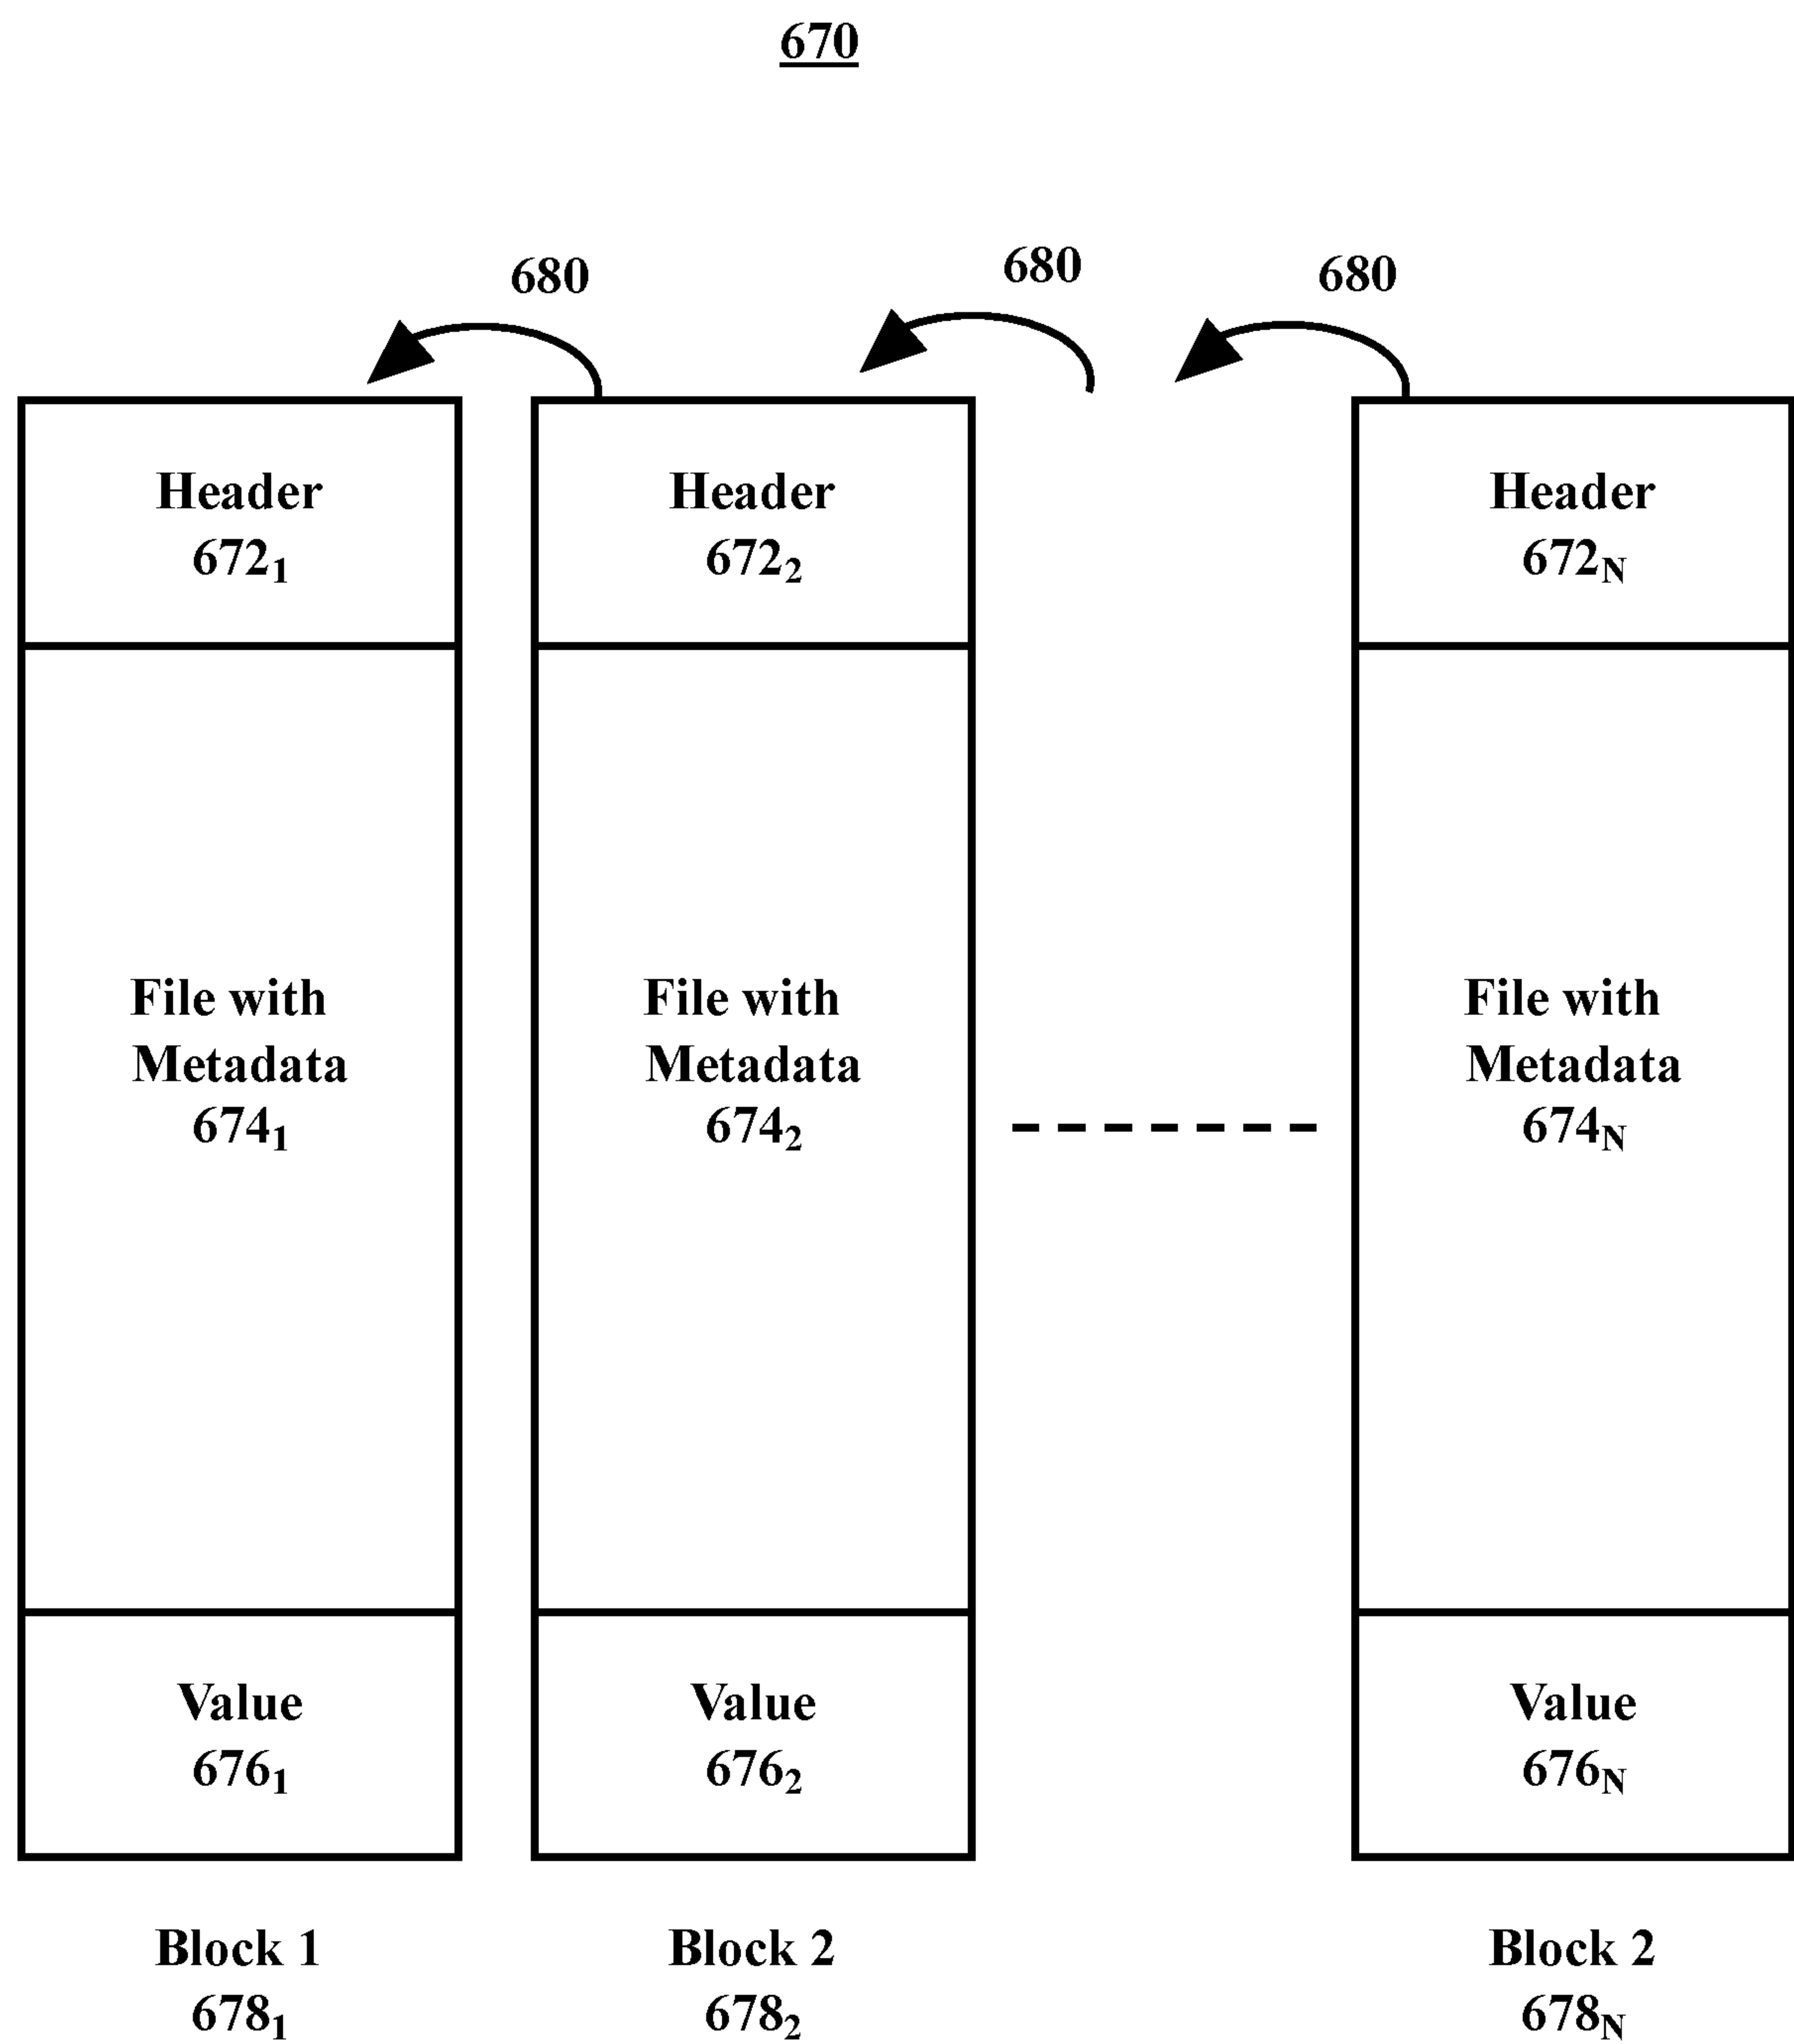 670
680
680
680
Header
672₁
Header
672₂
Header
672N
File with
Metadata
674₁
File with
Metadata
674₂
File with
Metadata
674N
Value
676₁
Value
676₂
Value
676N
Block 1
678₁
Block 2
678₂
Block 2
678N